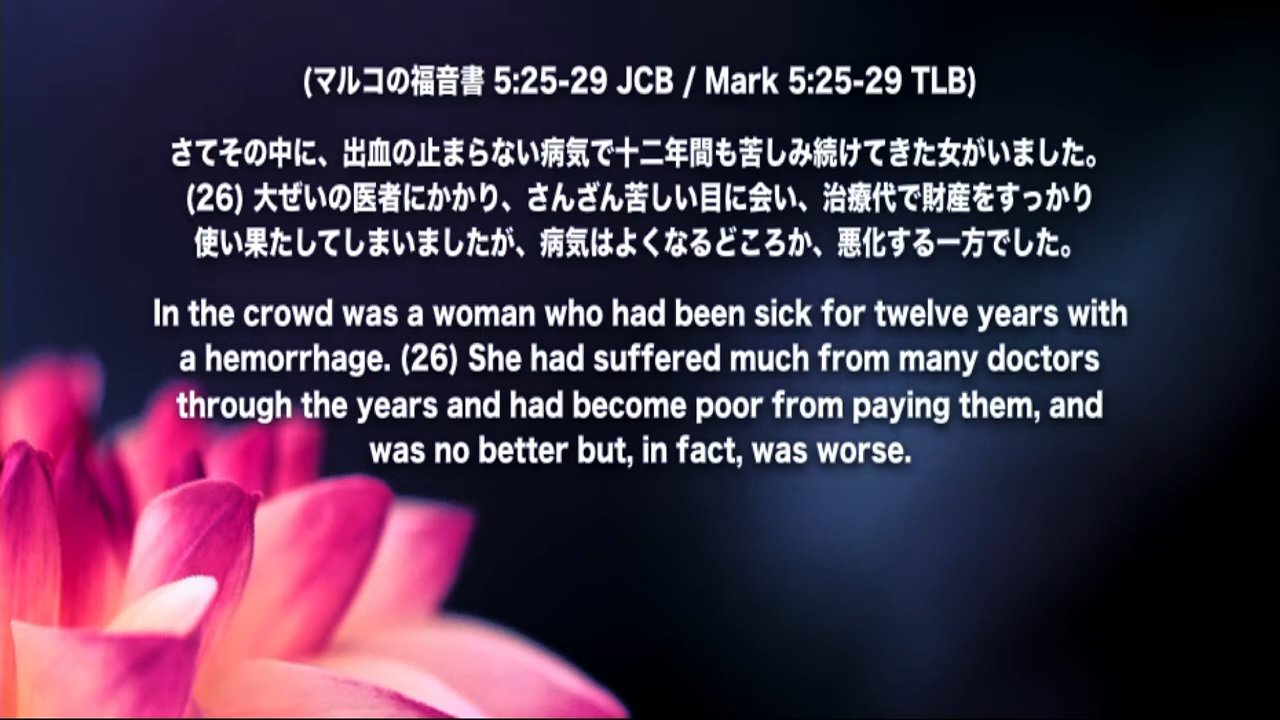 (マルコの福音書 5:25-29 JCB / Mark 5:25-29 TLB)
さてその中に、出血の止まらない病気で十二年間も苦しみ続けてきた女がいました。
(26) 大ぜいの医者にかかり、さんざん苦しい目に会い、治療代で財産をすっかり
使い果たしてしまいましたが、病気はよくなるどころか、悪化する一方でした。
In the crowd was a woman who had been sick for twelve years with
a hemorrhage. (26) She had suffered much from many doctors
through the years and had become poor from paying them, and
was no better but, in fact, was worse.